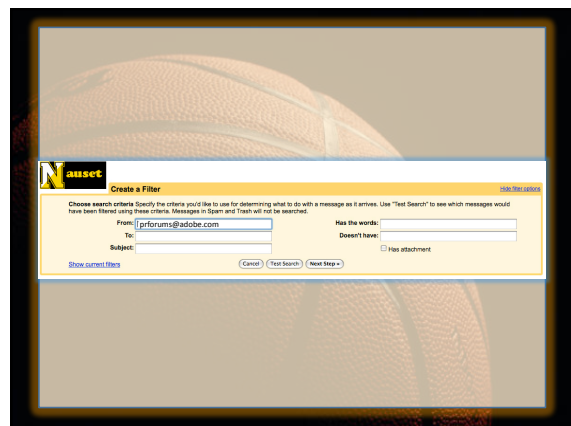 Nauset
Create a Filter
Hide filter options
Choose search criteria Specify the criteria you'd like to use for determining what to do with a message as it arrives. Use "Test Search" to see which messages would
have been filtered using these criteria. Messages in Spam and Trash will not be searched.
From: prforums@adobe.com Has the words:
To: Doesn't have:
Subject: Has attachment
Show current filters Cancel Test Search Next Step »